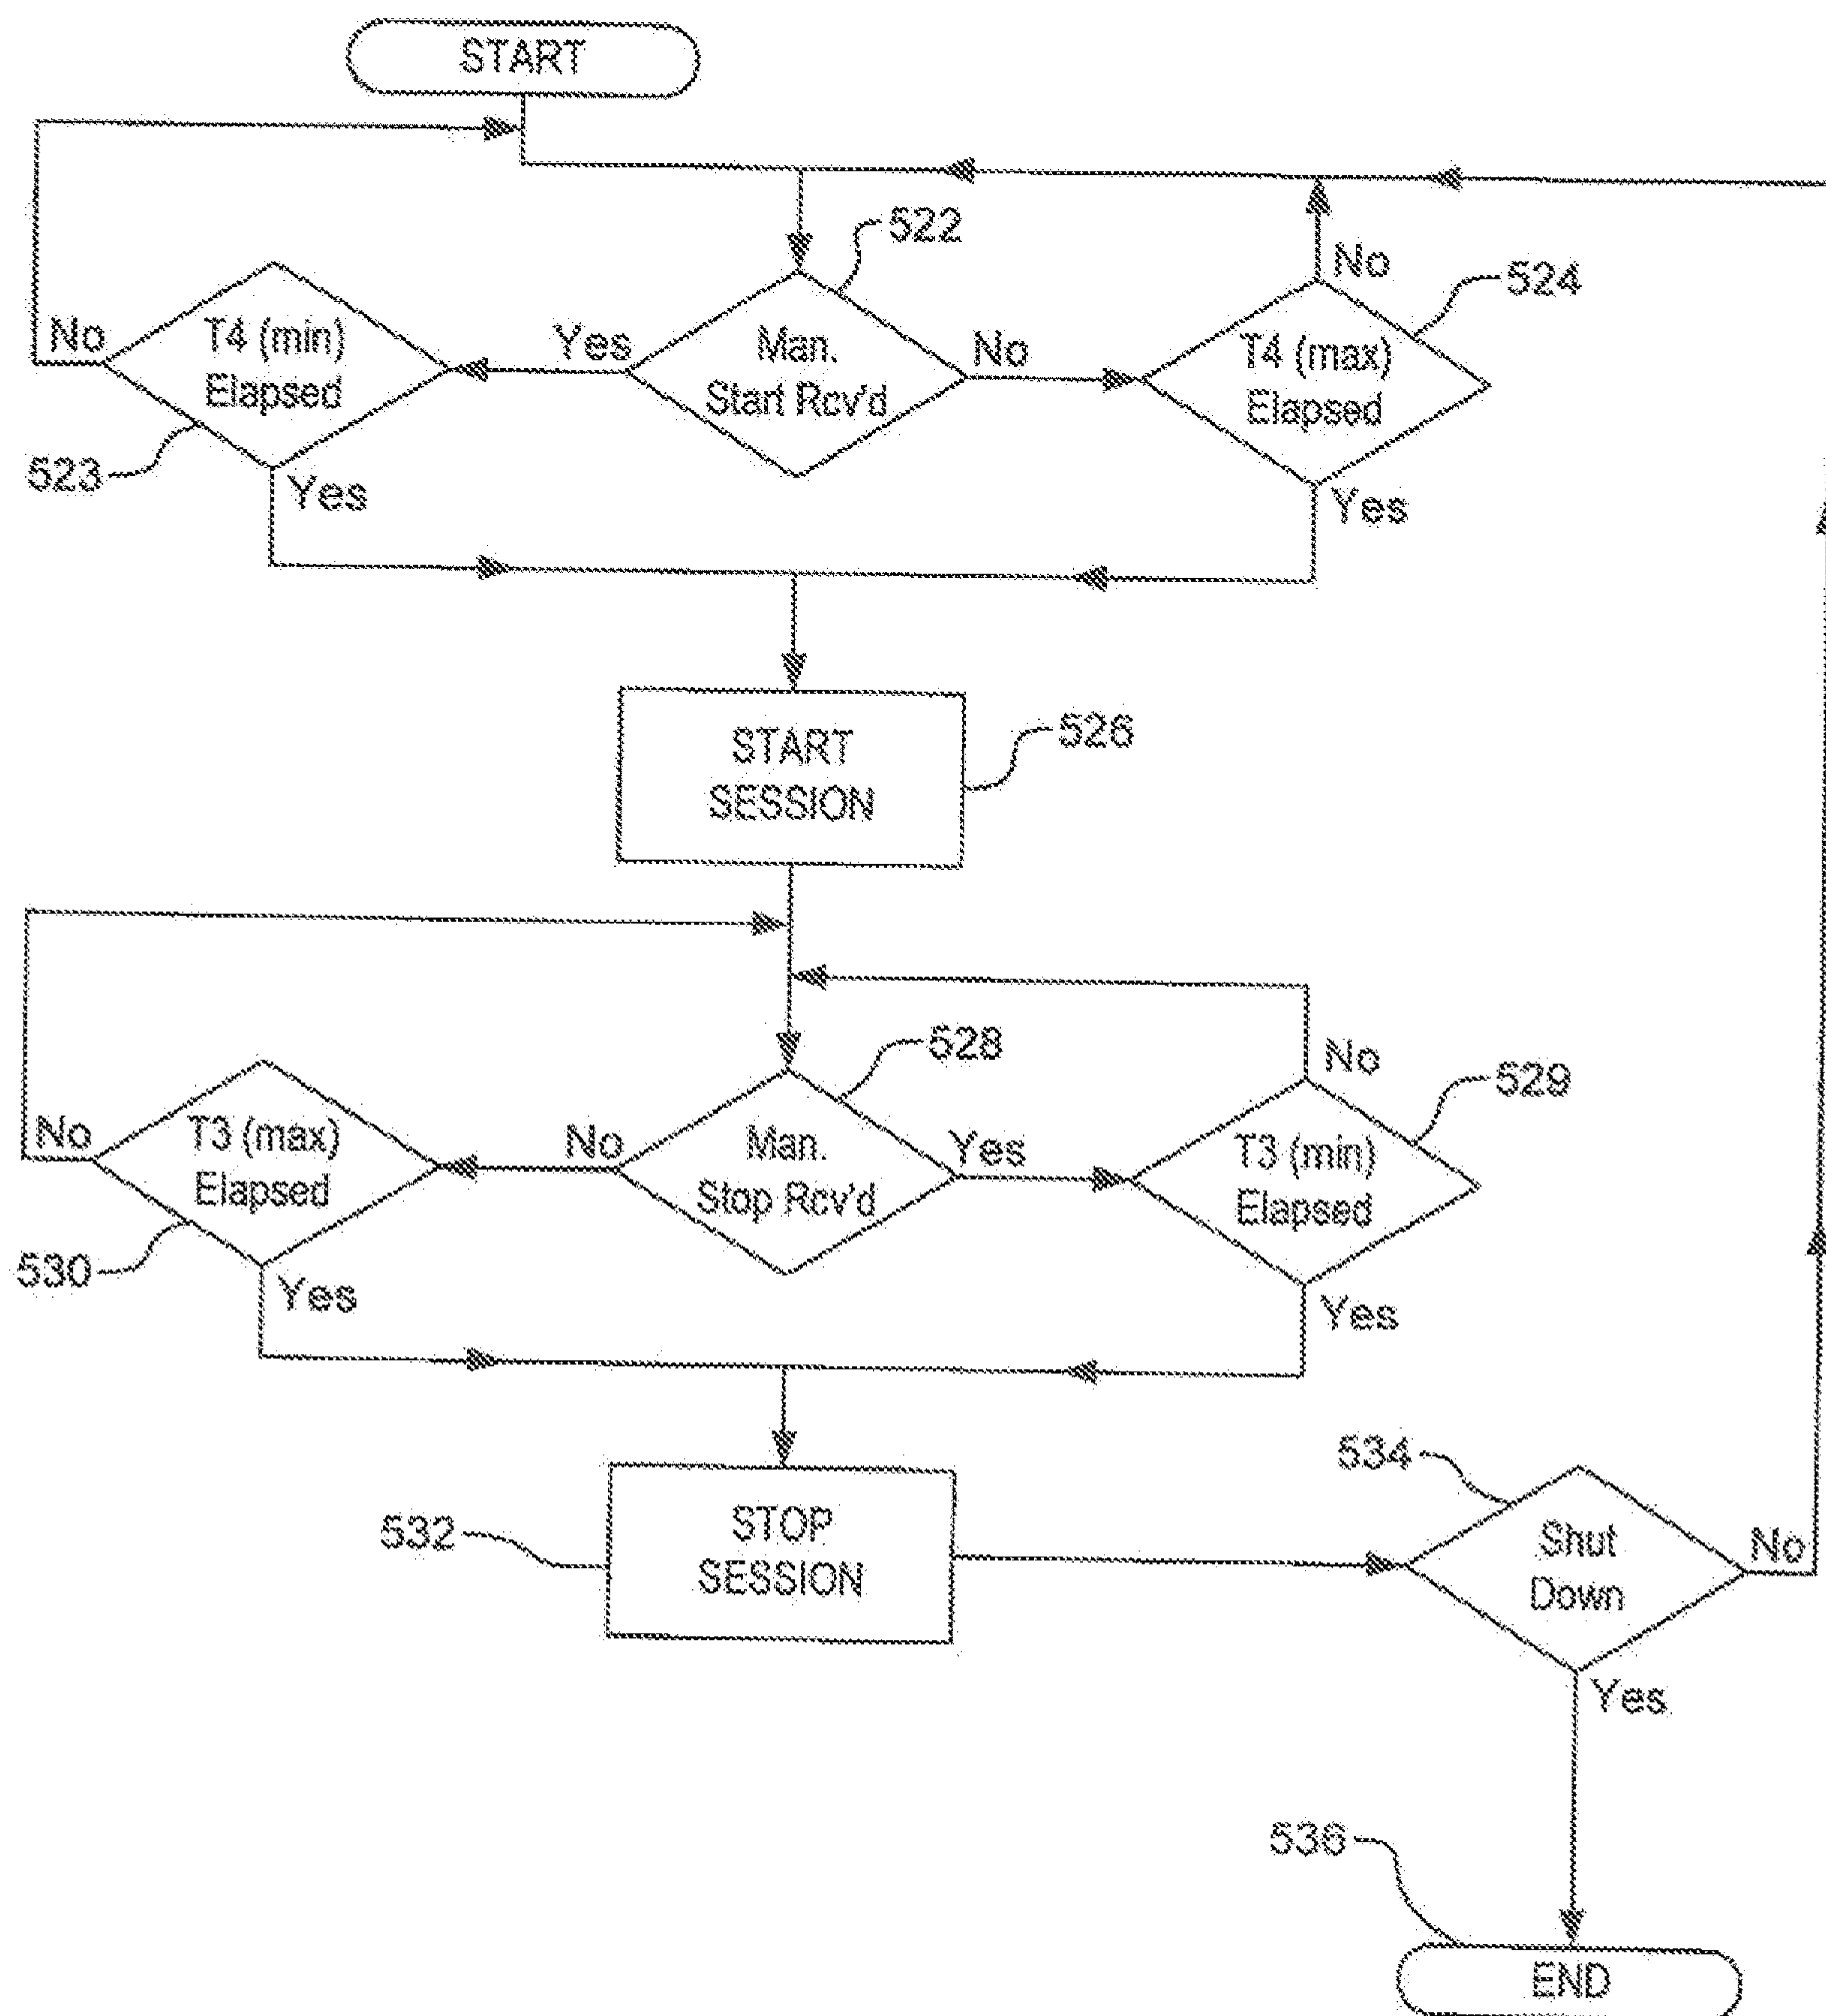 START
522
524
No
No
T4 (min)
Elapsed
Yes
Man.
Start Rcv'd
No
T4 (max)
Elapsed
523
Yes
Yes
START
SESSION
526
528
529
No
No
T3 (max)
Elapsed
No
Man.
Stop Rcv'd
Yes
T3 (min)
Elapsed
530
Yes
Yes
532
STOP
SESSION
534
Shut
Down
No
Yes
536
END